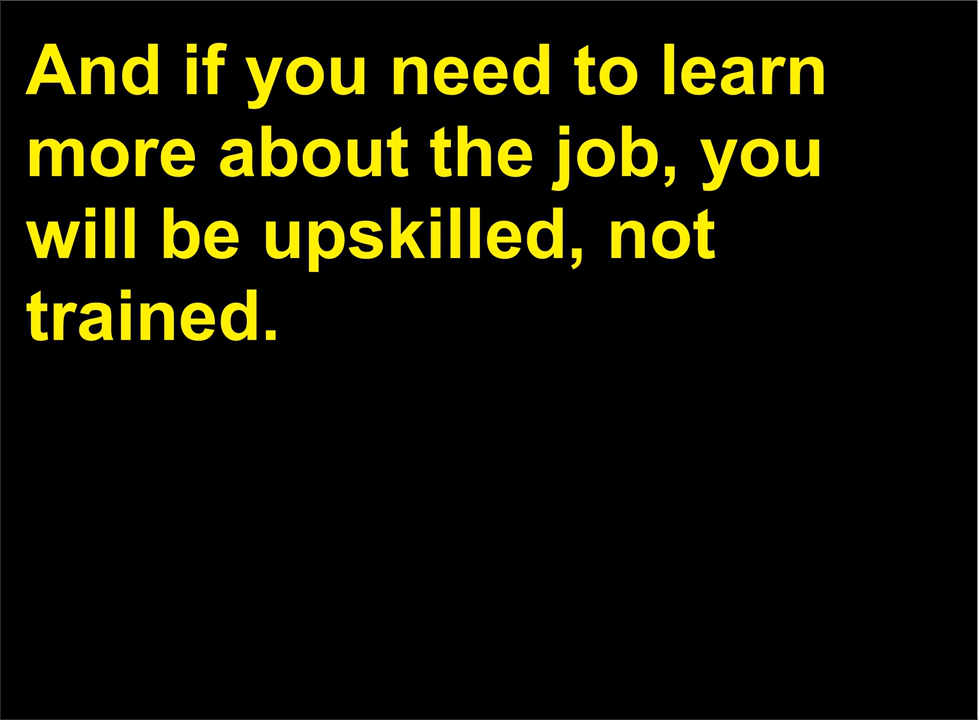 And if you need to learn
more about the job, you
will be upskilled, not
trained.